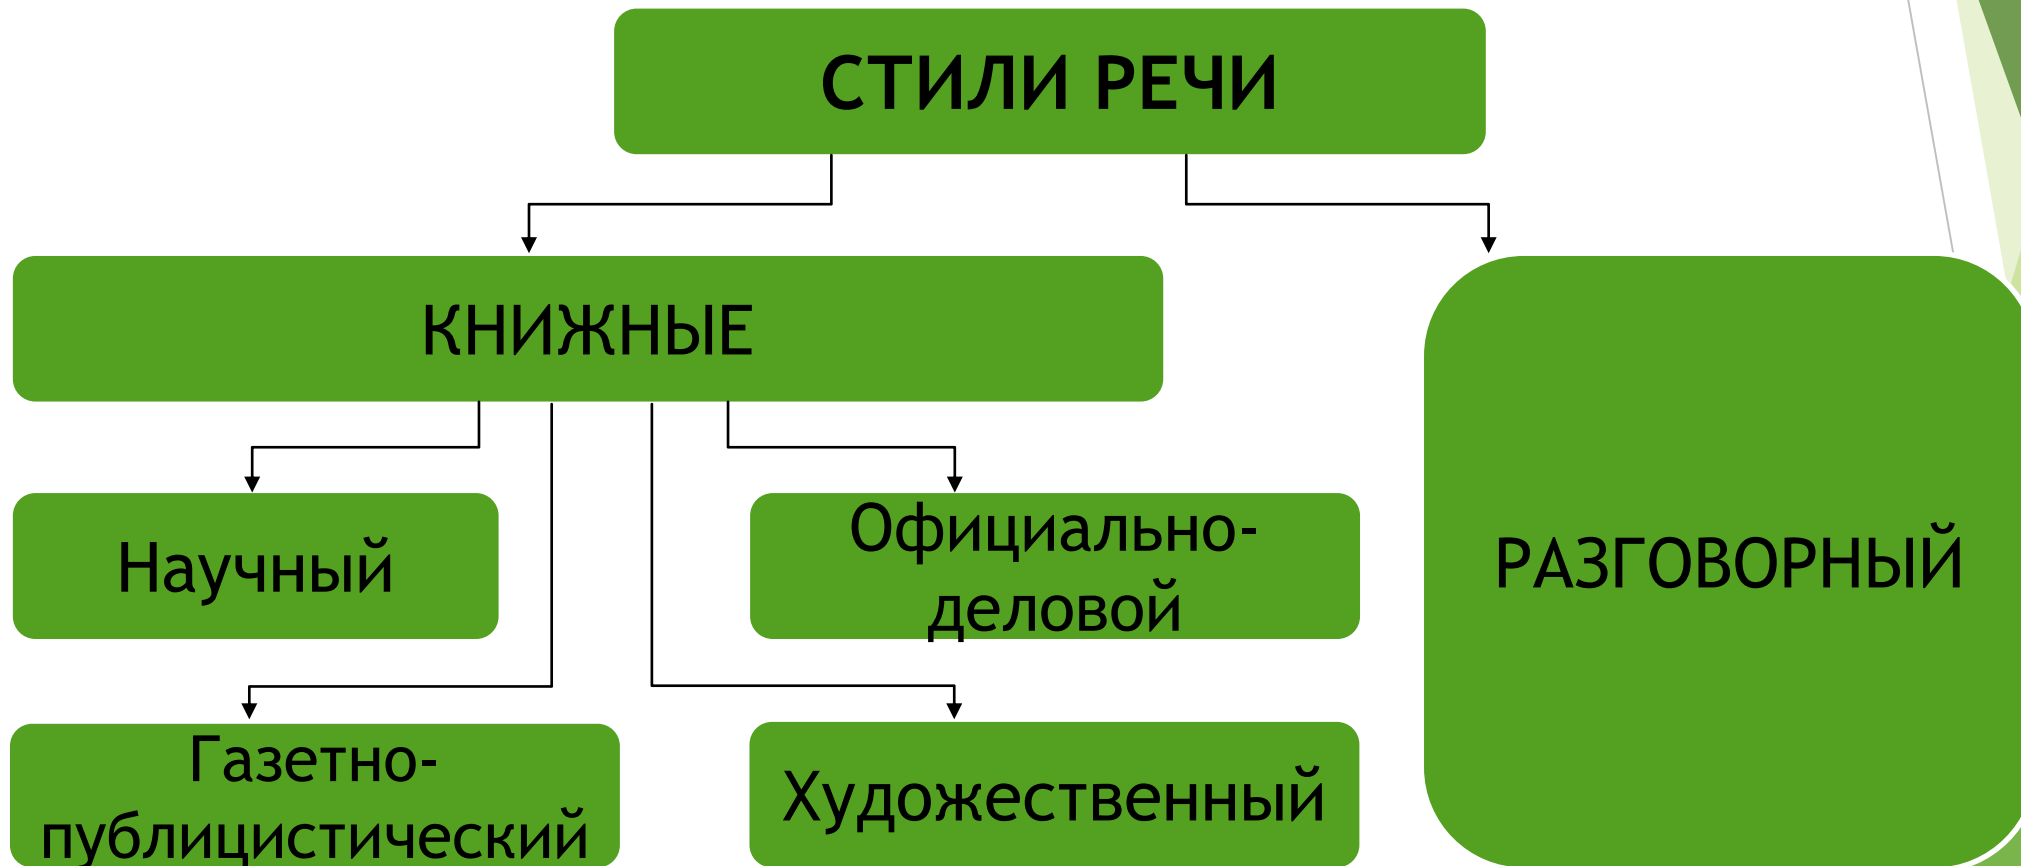 СТИЛИ РЕЧИ
КНИЖНЫЕ
Научный
Официально-
деловой
РАЗГОВОРНЫЙ
Газетно-
публицистический
Художественный